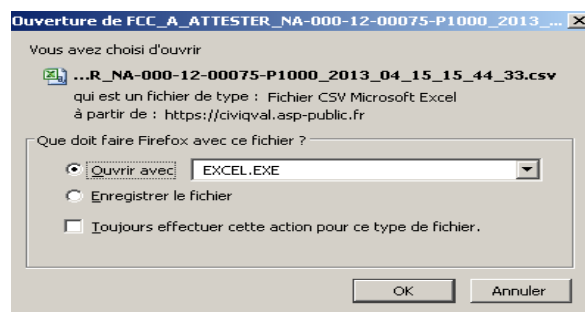 Ouverture de FCC_A_ATTESTER_NA-000-12-00075-P1000_2013_...
Vous avez choisi d'ouvrir
...R_NA-000-12-00075-P1000_2013_04_15_15_44_33.csv
qui est un fichier de type : Fichier CSV Microsoft Excel
à partir de : https://civiqval.asp-public.fr
Que doit faire Firefox avec ce fichier ?
Ouvrir avec EXCEL.EXE
Enregistrer le fichier
Toujours effectuer cette action pour ce type de fichier.
OK Annuler